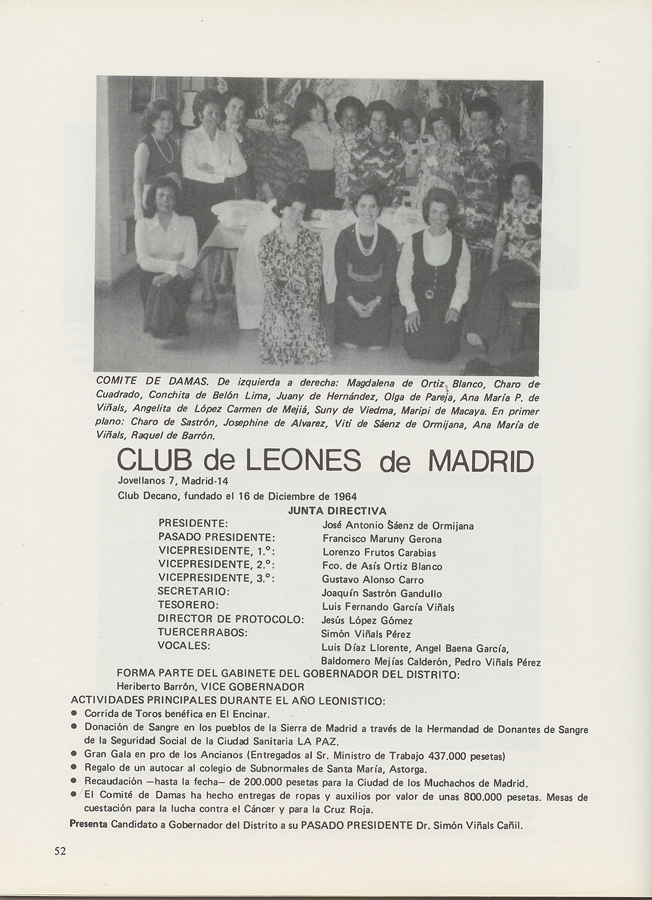 COMITE DE DAMAS. De izquierda a derecha: Magdalena de Ortiz Blanco, Charo de
Cuadrado, Conchita de Belón Lima, Juany de Hernández, Olga de Pareja, Ana María P. de
Viñals, Angelita de López Carmen de Mejiá, Suny de Viedma, Maripi de Macaya. En primer
plano: Charo de Sastrón, Josephine de Alvarez, Viti de Sáenz de Ormijana, Ana María de
Viñals, Raquel de Barrón.
CLUB de LEONES de MADRID
Jovellanos 7, Madrid-14
Club Decano, fundado el 16 de Diciembre de 1964
JUNTA DIRECTIVA
PRESIDENTE: José Antonio Sáenz de Ormijana
PASADO PRESIDENTE: Francisco Maruny Gerona
VICEPRESIDENTE, 1.º: Lorenzo Frutos Carabias
VICEPRESIDENTE, 2.º: Fco. de Asís Ortiz Blanco
VICEPRESIDENTE, 3.º: Gustavo Alonso Carro
SECRETARIO: Joaquín Sastrón Gandullo
TESORERO: Luis Fernando García Viñals
DIRECTOR DE PROTOCOLO: Jesús López Gómez
TUERCERRABOS: Simón Viñals Pérez
VOCALES: Luis Díaz Llorente, Angel Baena García,
Baldomero Mejías Calderón, Pedro Viñals Pérez
FORMA PARTE DEL GABINETE DEL GOBERNADOR DEL DISTRITO:
Heriberto Barrón, VICE GOBERNADOR
ACTIVIDADES PRINCIPALES DURANTE EL AÑO LEONISTICO:
● Corrida de Toros benéfica en El Encinar.
● Donación de Sangre en los pueblos de la Sierra de Madrid a través de la Hermandad de Donantes de Sangre
de la Seguridad Social de la Ciudad Sanitaria LA PAZ.
● Gran Gala en pro de los Ancianos (Entregados al Sr. Ministro de Trabajo 437.000 pesetas)
● Regalo de un autocar al colegio de Subnormales de Santa María, Astorga.
● Recaudación —hasta la fecha— de 200.000 pesetas para la Ciudad de los Muchachos de Madrid.
● El Comité de Damas ha hecho entregas de ropas y auxilios por valor de unas 800.000 pesetas. Mesas de
cuestación para la lucha contra el Cáncer y para la Cruz Roja.
Presenta Candidato a Gobernador del Distrito a su PASADO PRESIDENTE Dr. Simón Viñals Cañil.
52